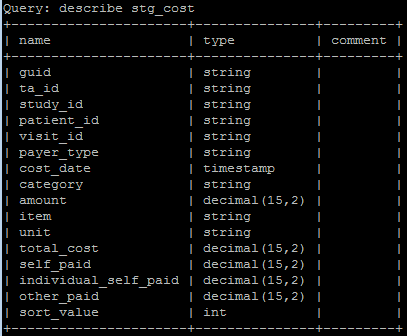 Query: describe stg_cost
+----------------------+---------------+---------+
| name                 | type          | comment |
+----------------------+---------------+---------+
| guid                 | string        |         |
| ta_id                | string        |         |
| study_id             | string        |         |
| patient_id           | string        |         |
| visit_id             | string        |         |
| payer_type           | string        |         |
| cost_date            | timestamp     |         |
| category             | string        |         |
| amount               | decimal(15,2) |         |
| item                 | string        |         |
| unit                 | string        |         |
| total_cost           | decimal(15,2) |         |
| self_paid            | decimal(15,2) |         |
| individual_self_paid | decimal(15,2) |         |
| other_paid           | decimal(15,2) |         |
| sort_value           | int           |         |
+----------------------+---------------+---------+